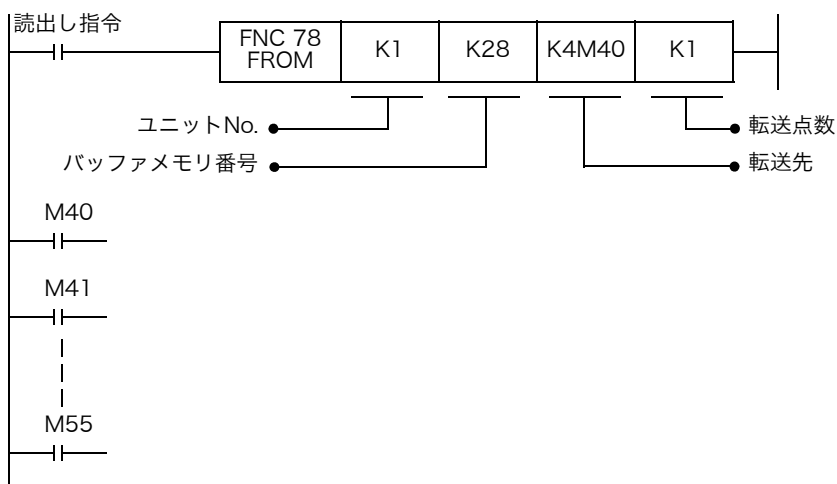 読出し指令
FNC 78
FROM
K1
K28
K4M40
K1
ユニットNo.
転送点数
バッファメモリ番号
転送先
M40
M41
M55